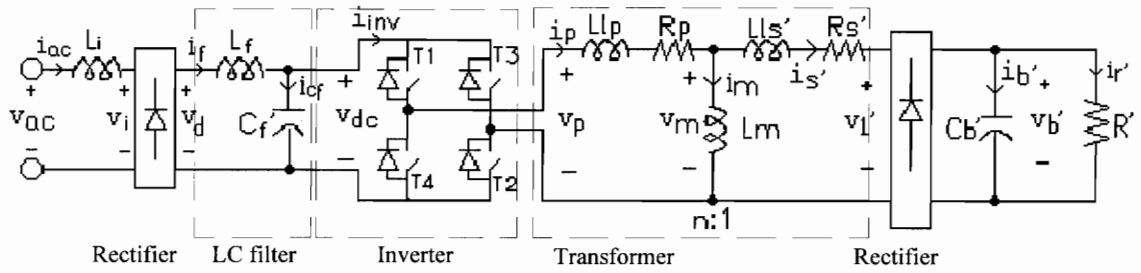 iac Li if Lf iinv T1 T3 ip Llp Rp Lls' Rs'
is' ib' ir'
+ + + icf + + + im + +
vac vi vd Cf' vdc vp vm Lm vl' Cb' vb' R'
- - - - - - - -
T4 T2
n:1
Rectifier LC filter Inverter Transformer Rectifier